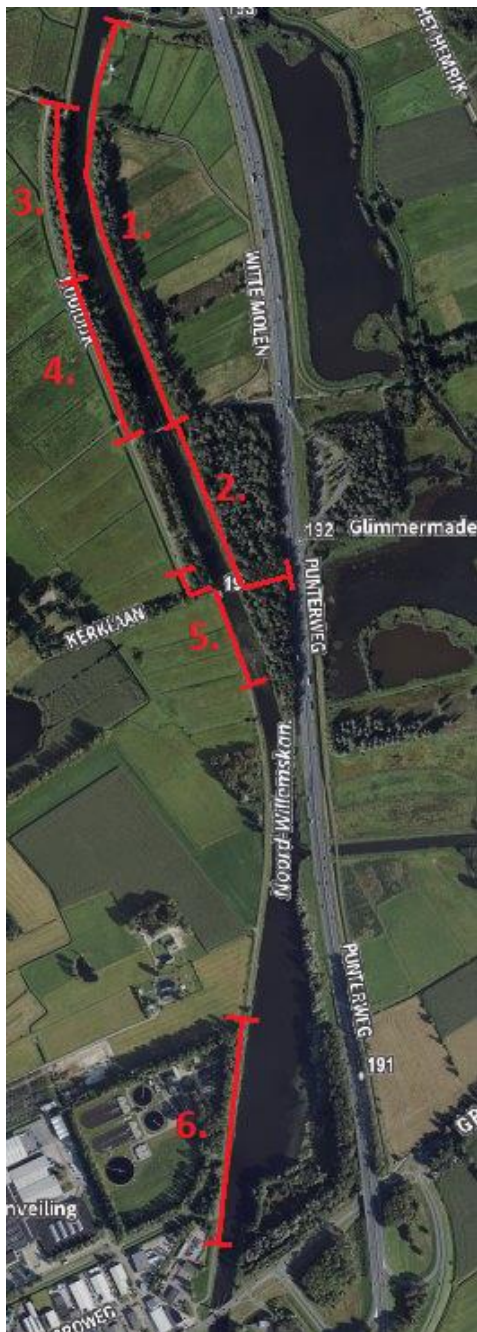 193
HET HEMRIK
1.
3.
WITTE MOLEN
4.
2.
192 Glimmermade
19
PUNTERWEG
KERKLAAN
5.
Noord-Willemskan.
PUNTERWEG
191
6.
nveiling